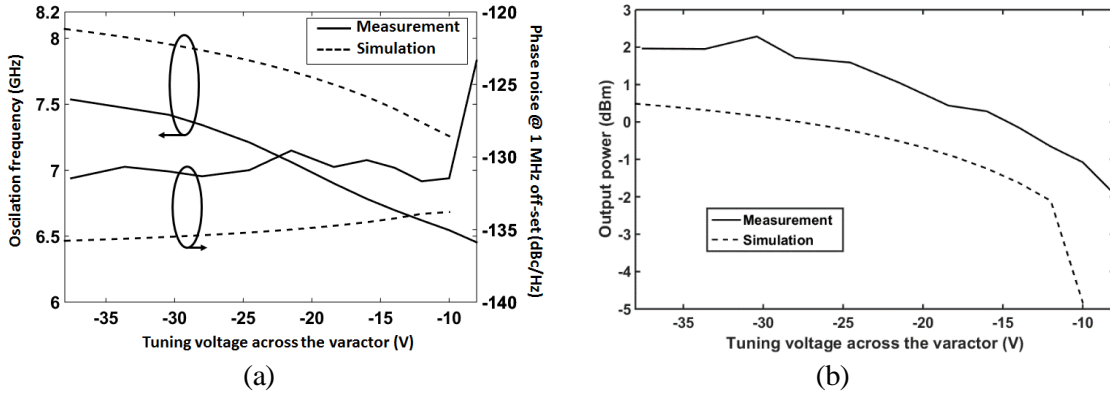 8.2
8
7.5
7
6.5
6
Oscilation frequency (GHz)
Measurement
Simulation
-120
-125
-130
-135
-140
Phase noise @ 1 MHz off-set (dBc/Hz)
-35 -30 -25 -20 -15 -10
Tuning voltage across the varactor (V)
(a)
3
2
1
0
-1
-2
-3
-4
-5
Output power (dBm)
Measurement
Simulation
-35 -30 -25 -20 -15 -10
Tuning voltage across the varactor (V)
(b)